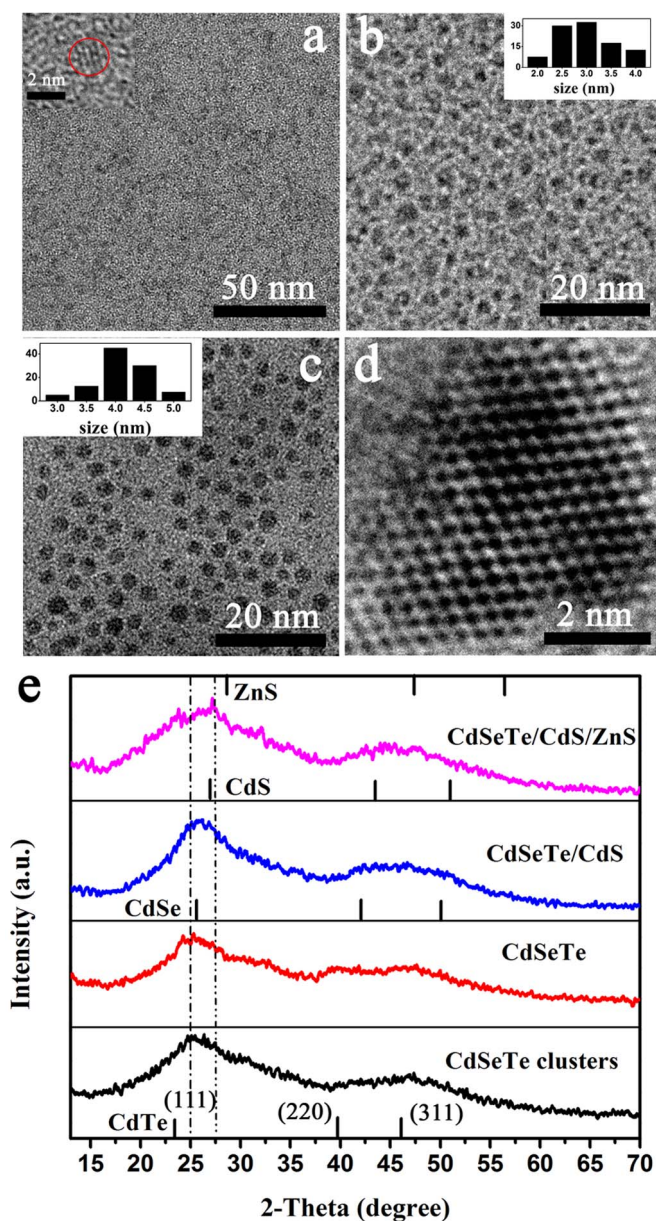 a
2 nm
50 nm
b
30
15
0
2.0 2.5 3.0 3.5 4.0
size (nm)
20 nm
c
40
20
0
3.0 3.5 4.0 4.5 5.0
size (nm)
20 nm
d
2 nm
e
ZnS
CdSeTe/CdS/ZnS
CdS
CdSeTe/CdS
CdSe
CdSeTe
CdSeTe clusters
(111) (220) (311)
CdTe
Intensity (a.u.)
15 20 25 30 35 40 45 50 55 60 65 70
2-Theta (degree)